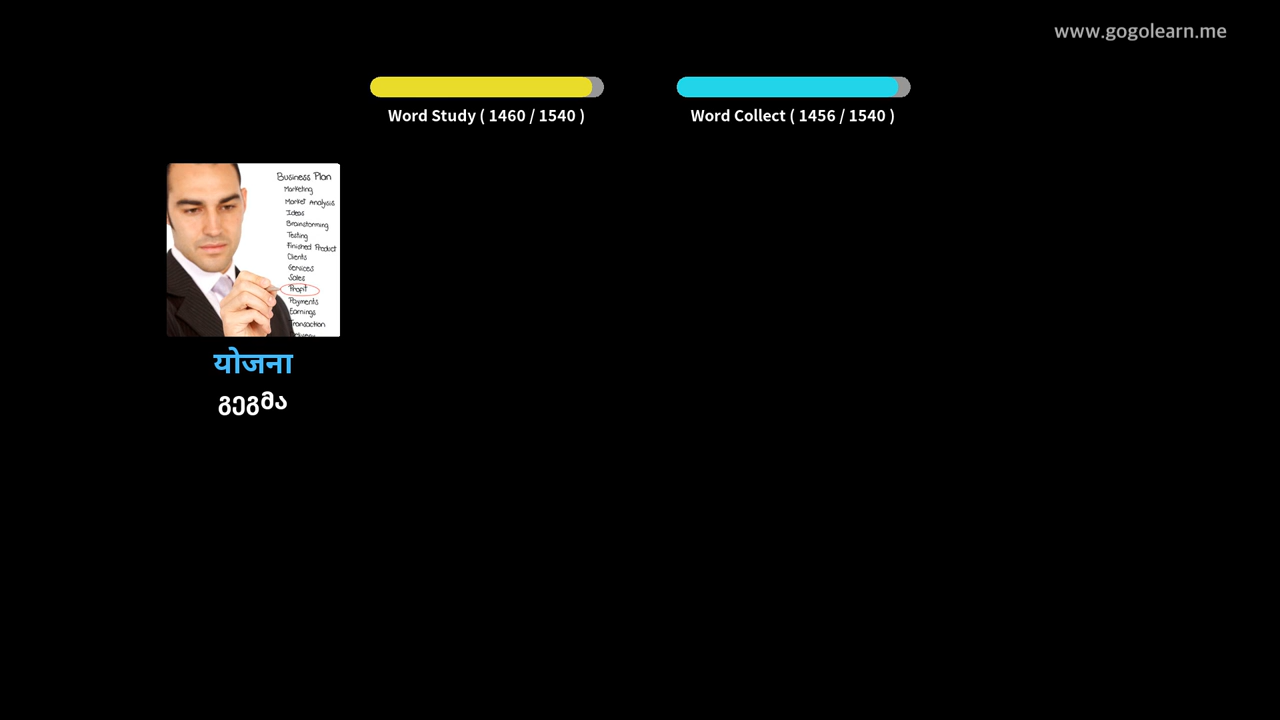 www.gogolearn.me
Word Study ( 1460 / 1540 )
Word Collect ( 1456 / 1540 )
Business Plan
Marketing
Market Analysis
Ideas
Brainstorming
Testing
Finished Product
Clients
Services
Sales
Profit
Payments
Earnings
Transaction
योजना
გეგმა